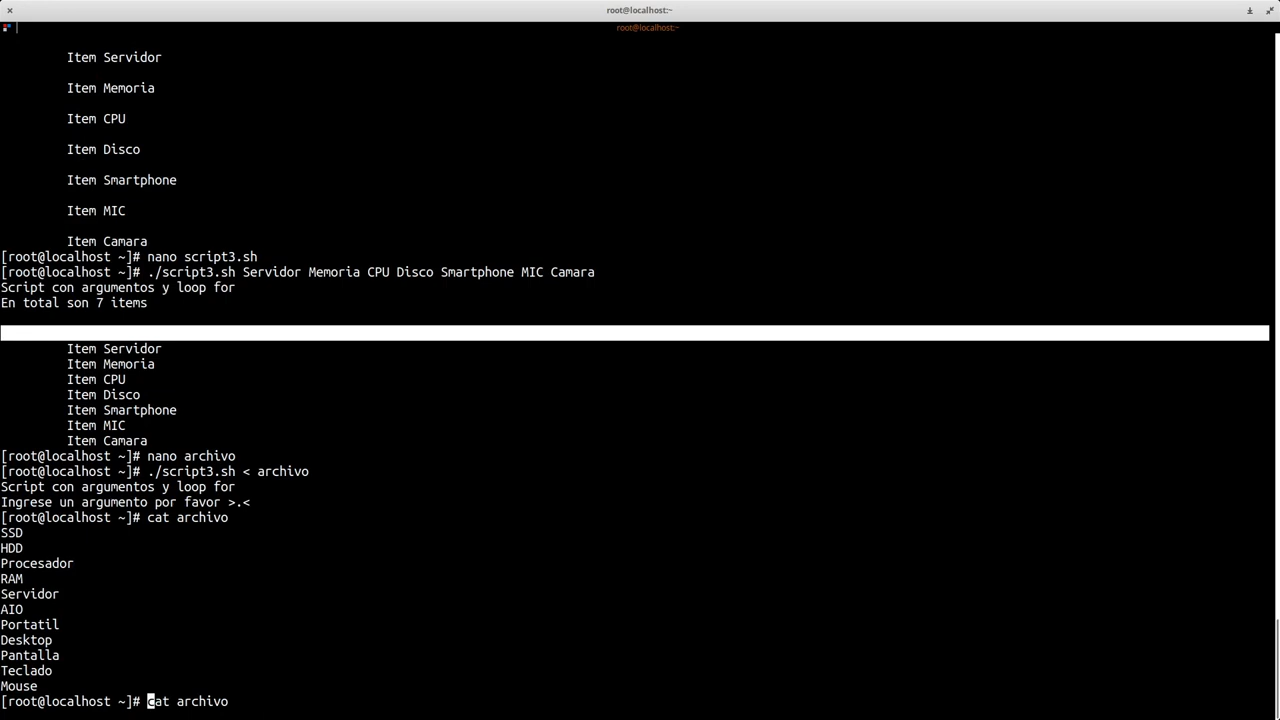 root@localhost:~
root@localhost:~
Item Servidor
Item Memoria
Item CPU
Item Disco
Item Smartphone
Item MIC
Item Camara
[root@localhost ~]# nano script3.sh
[root@localhost ~]# ./script3.sh Servidor Memoria CPU Disco Smartphone MIC Camara
Script con argumentos y loop for
En total son 7 items
Item Servidor
Item Memoria
Item CPU
Item Disco
Item Smartphone
Item MIC
Item Camara
[root@localhost ~]# nano archivo
[root@localhost ~]# ./script3.sh < archivo
Script con argumentos y loop for
Ingrese un argumento por favor >.<
[root@localhost ~]# cat archivo
SSD
HDD
Procesador
RAM
Servidor
AIO
Portatil
Desktop
Pantalla
Teclado
Mouse
[root@localhost ~]# cat archivo